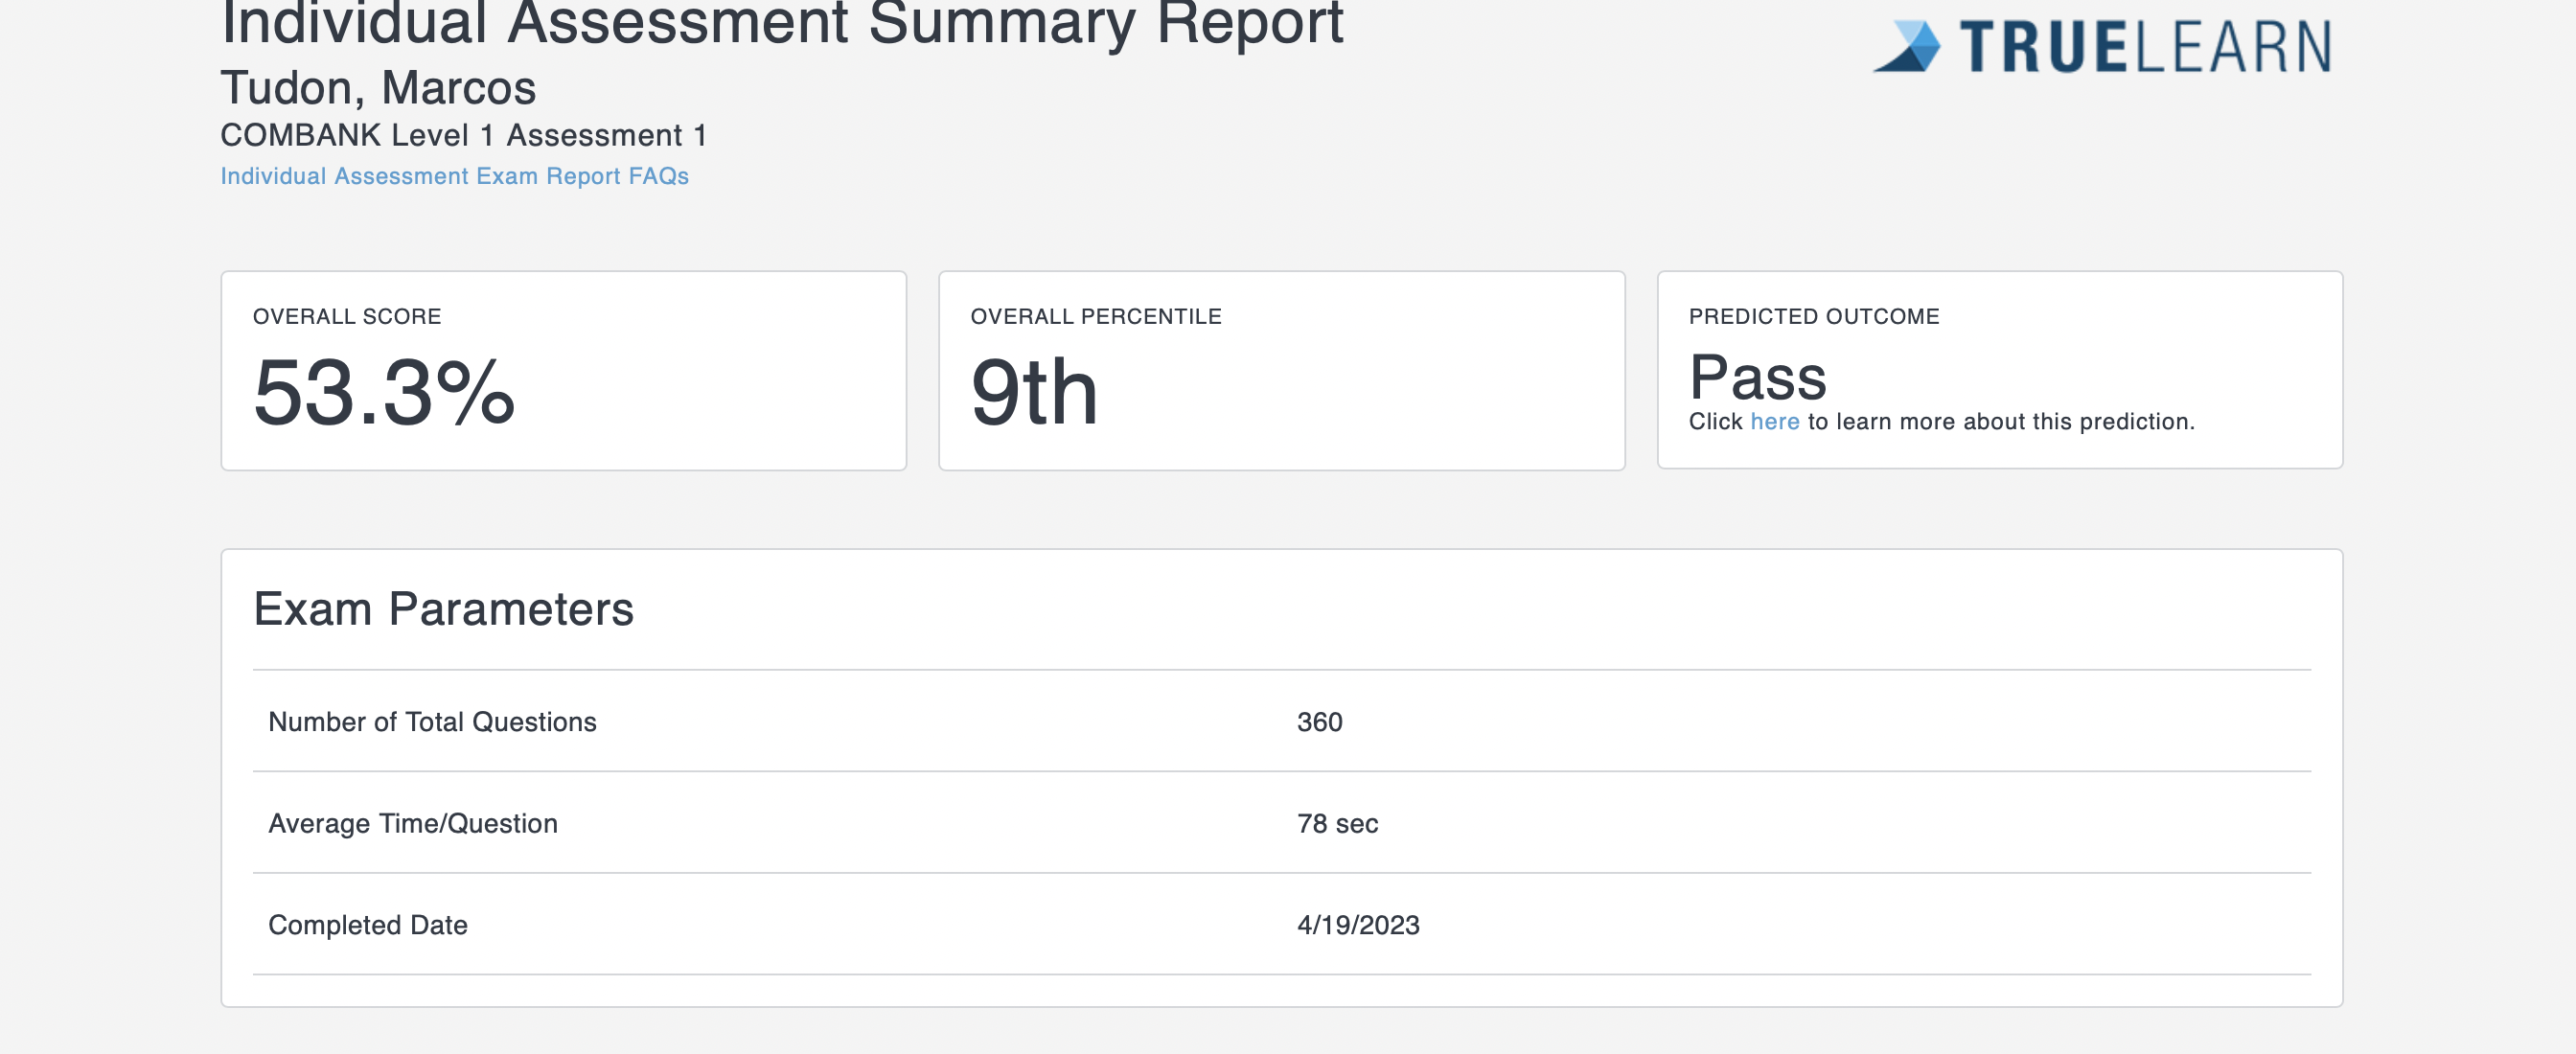 Individual Assessment Summary Report
TRUELEARN
Tudon, Marcos
COMBANK Level 1 Assessment 1
Individual Assessment Exam Report FAQs
OVERALL SCORE
53.3%
OVERALL PERCENTILE
9th
PREDICTED OUTCOME
Pass
Click here to learn more about this prediction.
Exam Parameters
Number of Total Questions 360
Average Time/Question 78 sec
Completed Date 4/19/2023